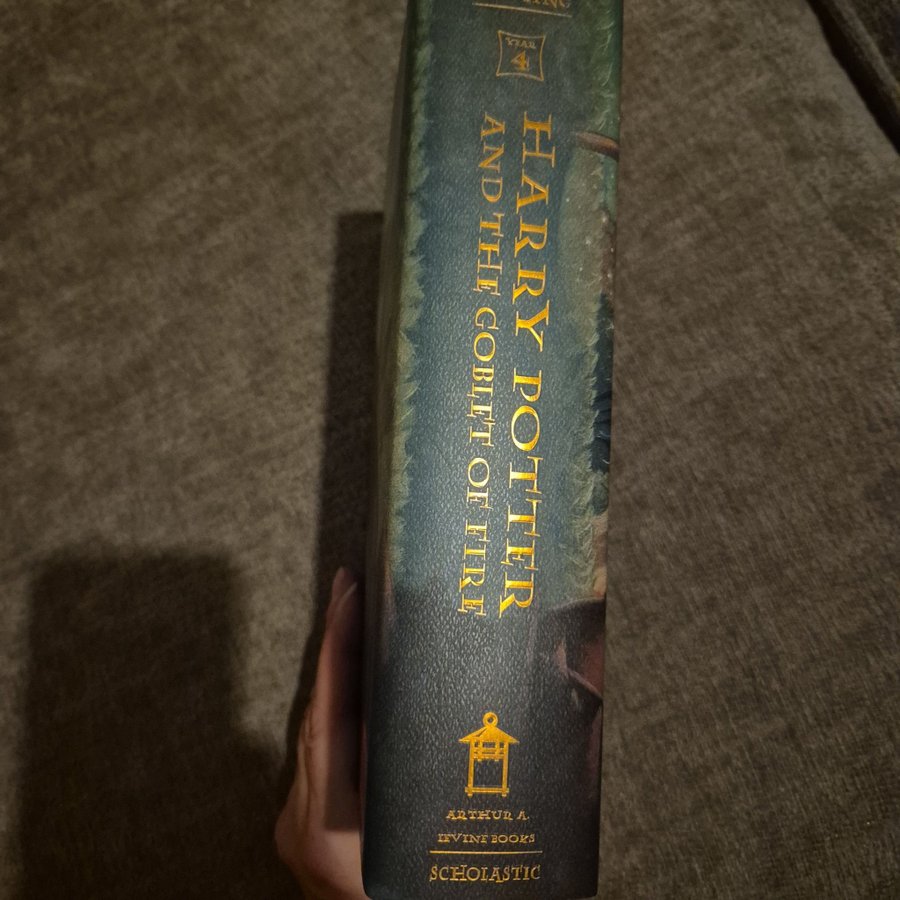 YEAR
4
HARRY POTTER
AND THE GOBLET OF FIRE
ARTHUR A.
LEVINE BOOKS
SCHOLASTIC